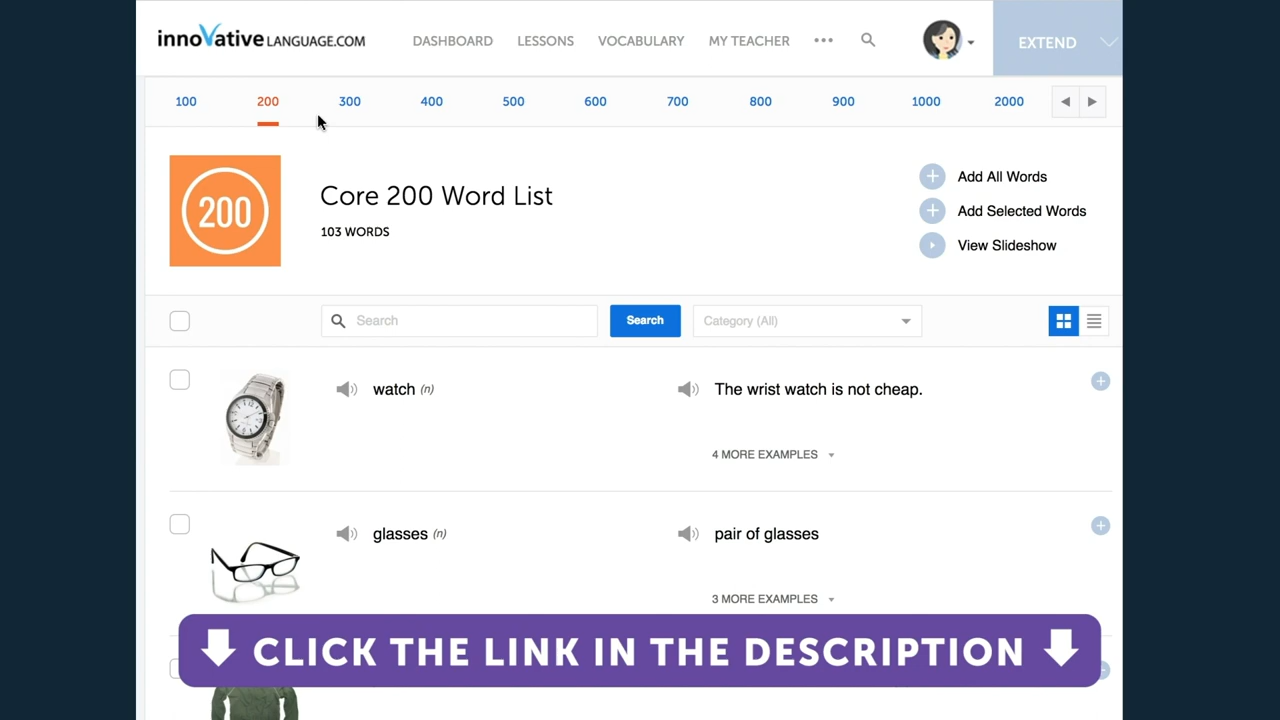 innovative LANGUAGE.COM
DASHBOARD LESSONS VOCABULARY MY TEACHER ••• EXTEND
100 200 300 400 500 600 700 800 900 1000 2000
200
Core 200 Word List
103 WORDS
Add All Words
Add Selected Words
View Slideshow
Search Search Category (All)
watch (n) The wrist watch is not cheap.
4 MORE EXAMPLES
glasses (n) pair of glasses
3 MORE EXAMPLES
CLICK THE LINK IN THE DESCRIPTION